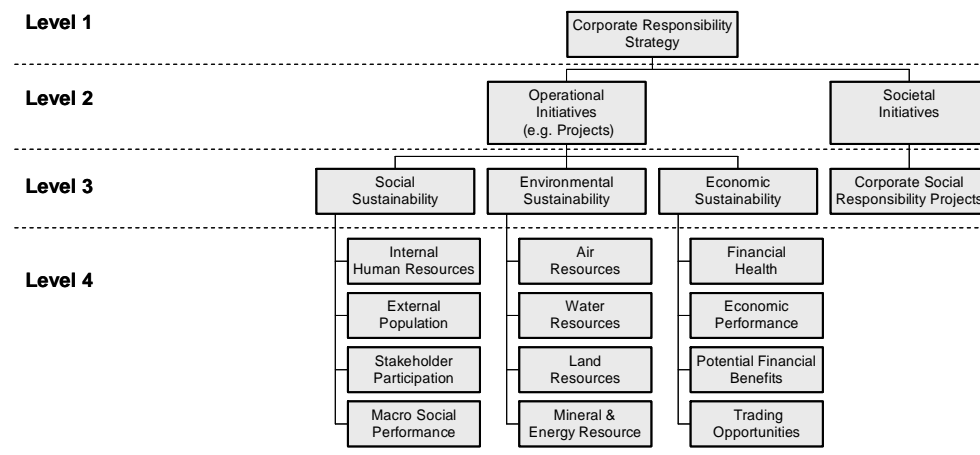 Level 1
Corporate Responsibility
Strategy
Level 2
Operational
Initiatives
(e.g. Projects)
Societal
Initiatives
Level 3
Social
Sustainability
Environmental
Sustainability
Economic
Sustainability
Corporate Social
Responsibility Projects
Level 4
Internal
Human Resources
External
Population
Stakeholder
Participation
Macro Social
Performance
Air
Resources
Water
Resources
Land
Resources
Mineral &
Energy Resource
Financial
Health
Economic
Performance
Potential Financial
Benefits
Trading
Opportunities